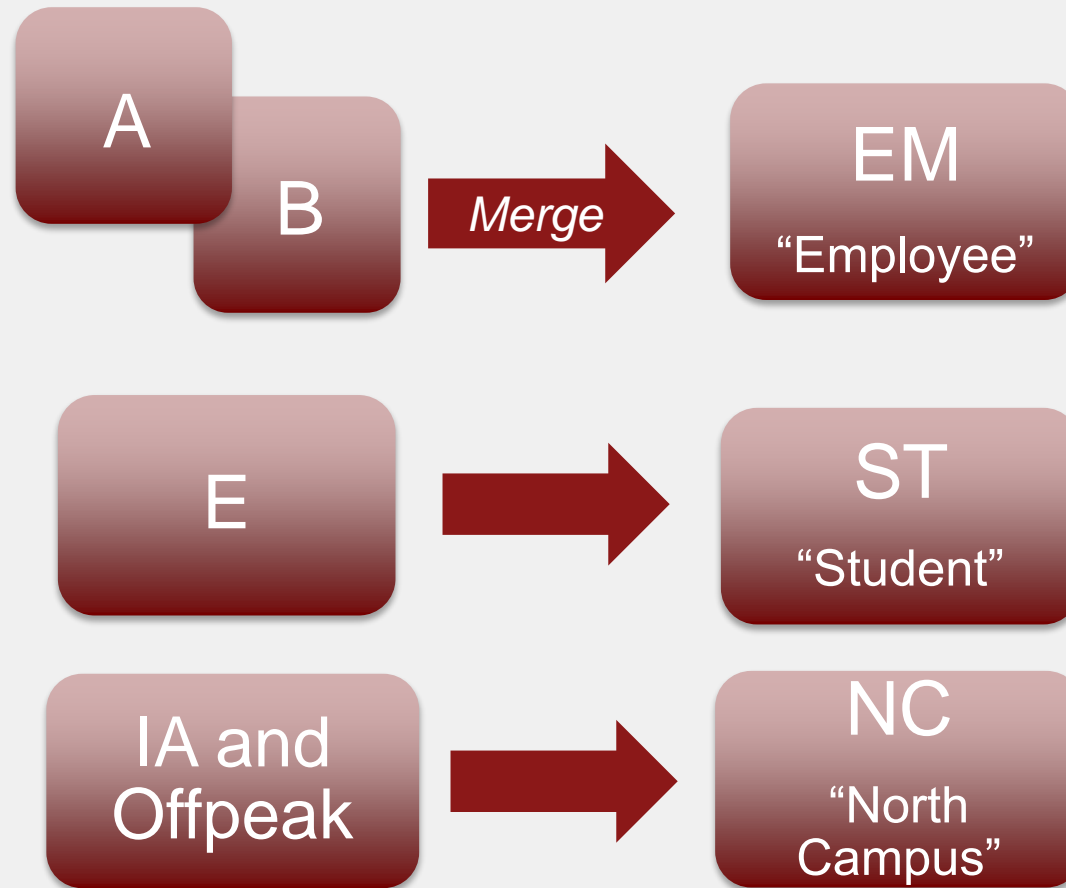 A
B
Merge
EM
“Employee”
E
ST
“Student”
IA and
Offpeak
NC
“North
Campus”